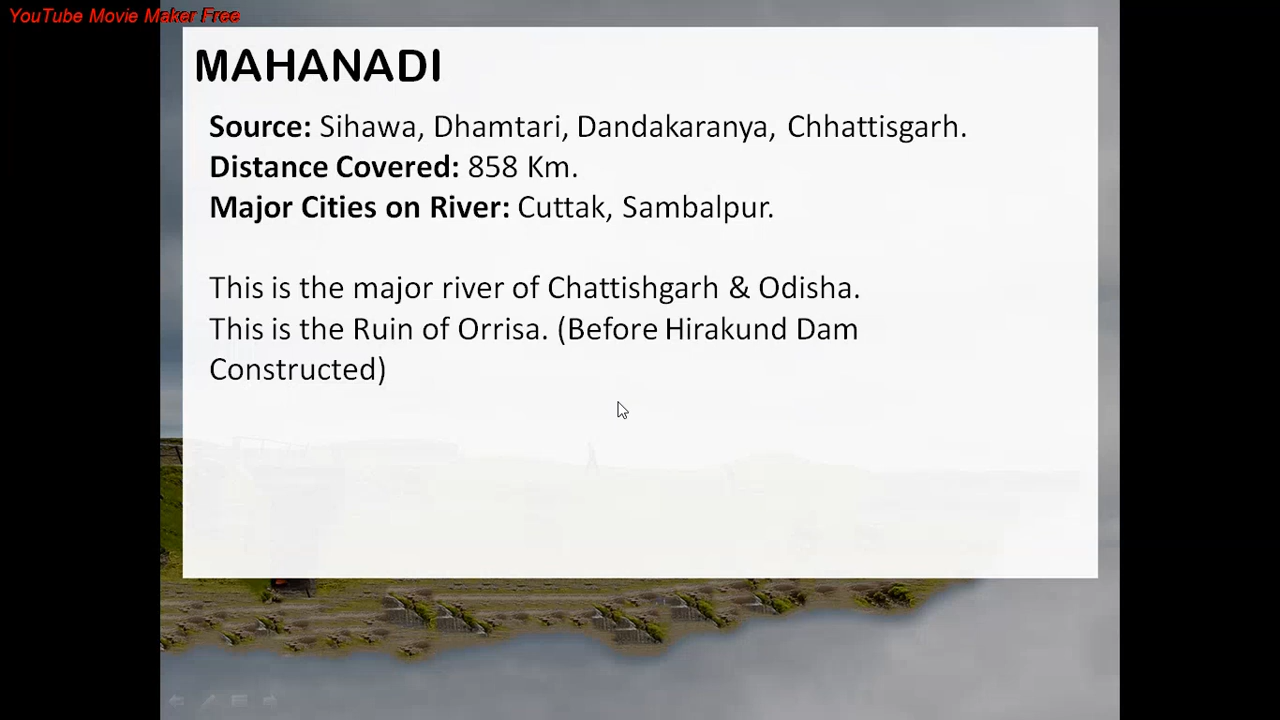 YouTube Movie Maker Free
MAHANADI
Source: Sihawa, Dhamtari, Dandakaranya, Chhattisgarh.
Distance Covered: 858 Km.
Major Cities on River: Cuttak, Sambalpur.
This is the major river of Chattishgarh & Odisha.
This is the Ruin of Orrisa. (Before Hirakund Dam
Constructed)